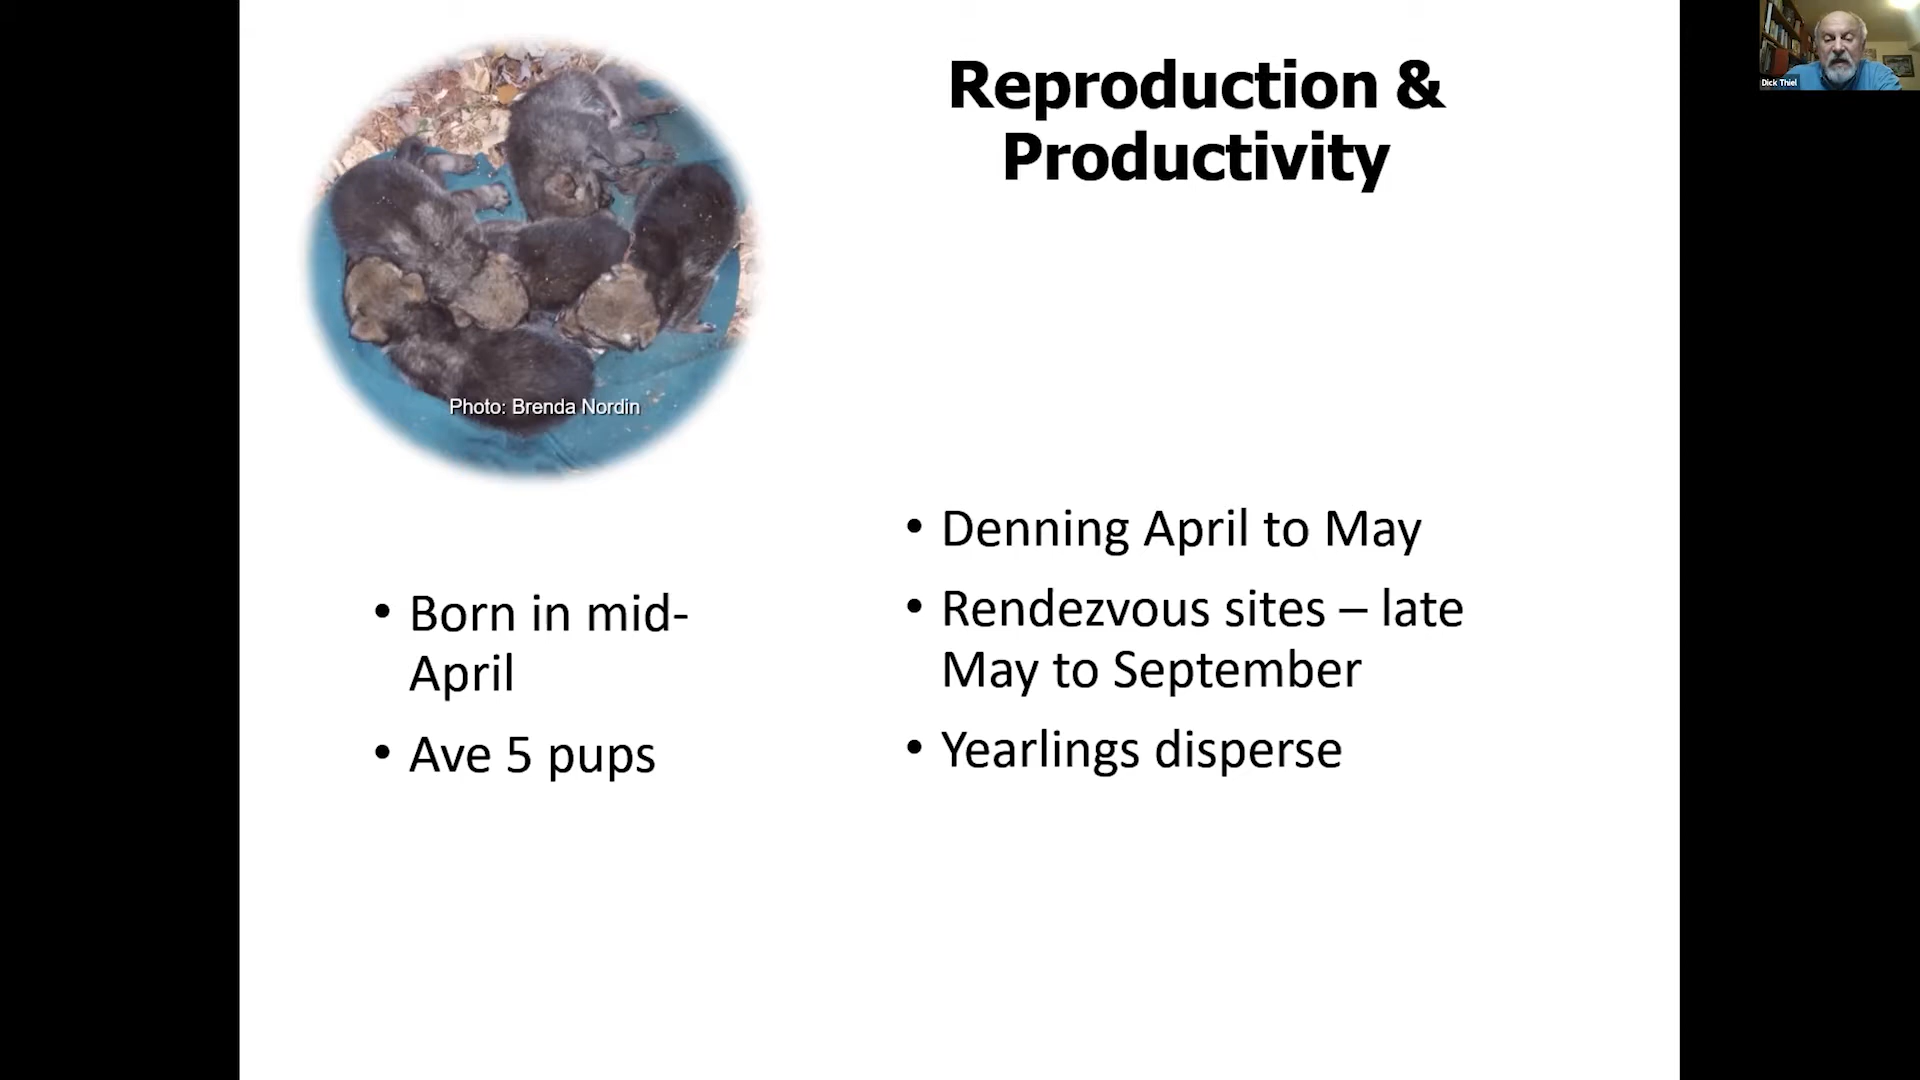 Reproduction &
Productivity
Dick Thiel
Photo: Brenda Nordin
• Born in mid-
April
• Ave 5 pups
• Denning April to May
• Rendezvous sites – late
May to September
• Yearlings disperse